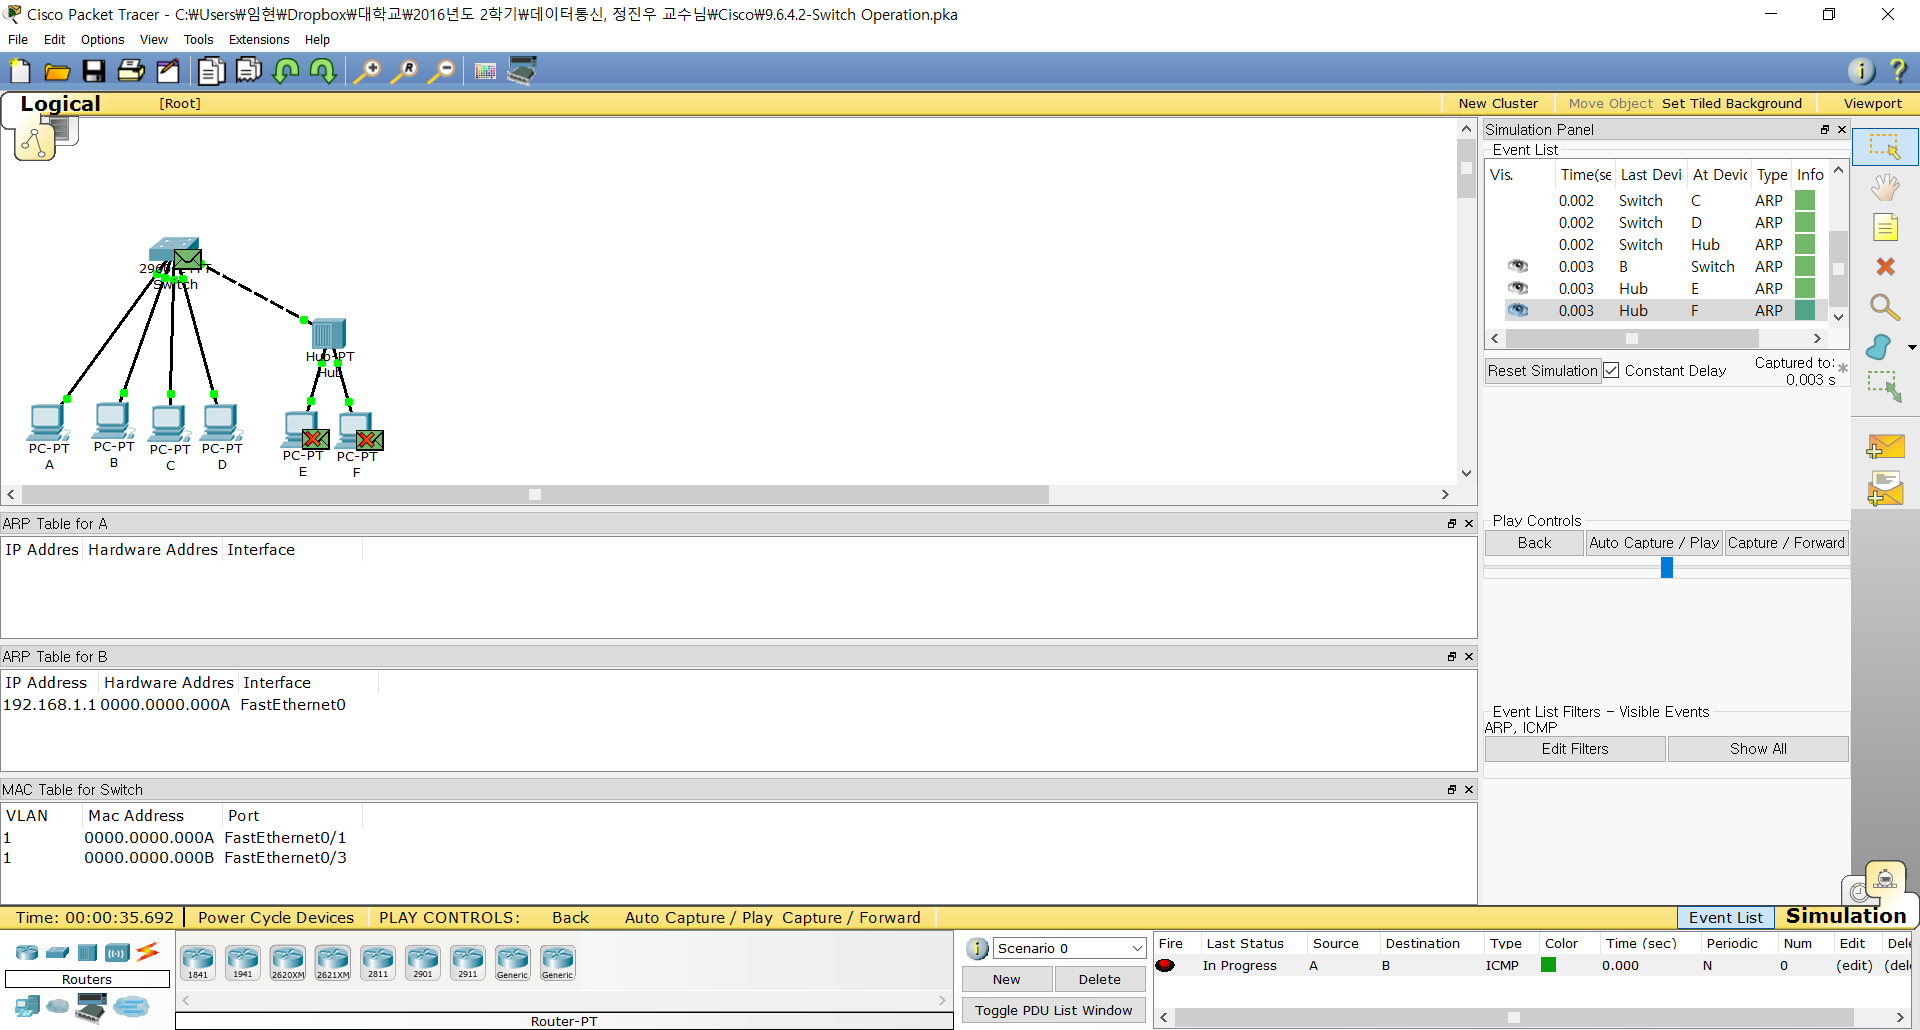 Cisco Packet Tracer - C:₩Users₩임현₩Dropbox₩대학교₩2016년도 2학기₩데이터통신, 정진우 교수님₩Cisco₩9.6.4.2-Switch Operation.pka
File Edit Options View Tools Extensions Help
Logical [Root] New Cluster Move Object Set Tiled Background Viewport
Simulation Panel
Event List
Vis. Time(se Last Devi At Devic Type Info
0.002 Switch C ARP
0.002 Switch D ARP
0.002 Switch Hub ARP
0.003 B Switch ARP
0.003 Hub E ARP
0.003 Hub F ARP
Reset Simulation Constant Delay Captured to:
0.003 s
Switch
Hub-PT
Hub
PC-PT
A
PC-PT
B
PC-PT
C
PC-PT
D
PC-PT
E
PC-PT
F
Play Controls
Back Auto Capture / Play Capture / Forward
Event List Filters - Visible Events
ARP, ICMP
Edit Filters Show All
ARP Table for A
IP Addres Hardware Addres Interface
ARP Table for B
IP Address Hardware Addres Interface
192.168.1.1 0000.0000.000A FastEthernet0
MAC Table for Switch
VLAN Mac Address Port
1 0000.0000.000A FastEthernet0/1
1 0000.0000.000B FastEthernet0/3
Time: 00:00:35.692 Power Cycle Devices PLAY CONTROLS: Back Auto Capture / Play Capture / Forward Event List Simulation
Routers
1841 1941 2620XM 2621XM 2811 2901 2911 Generic Generic
Router-PT
Scenario 0
New Delete
Toggle PDU List Window
Fire Last Status Source Destination Type Color Time (sec) Periodic Num Edit Dele
In Progress A B ICMP 0.000 N 0 (edit) (dele